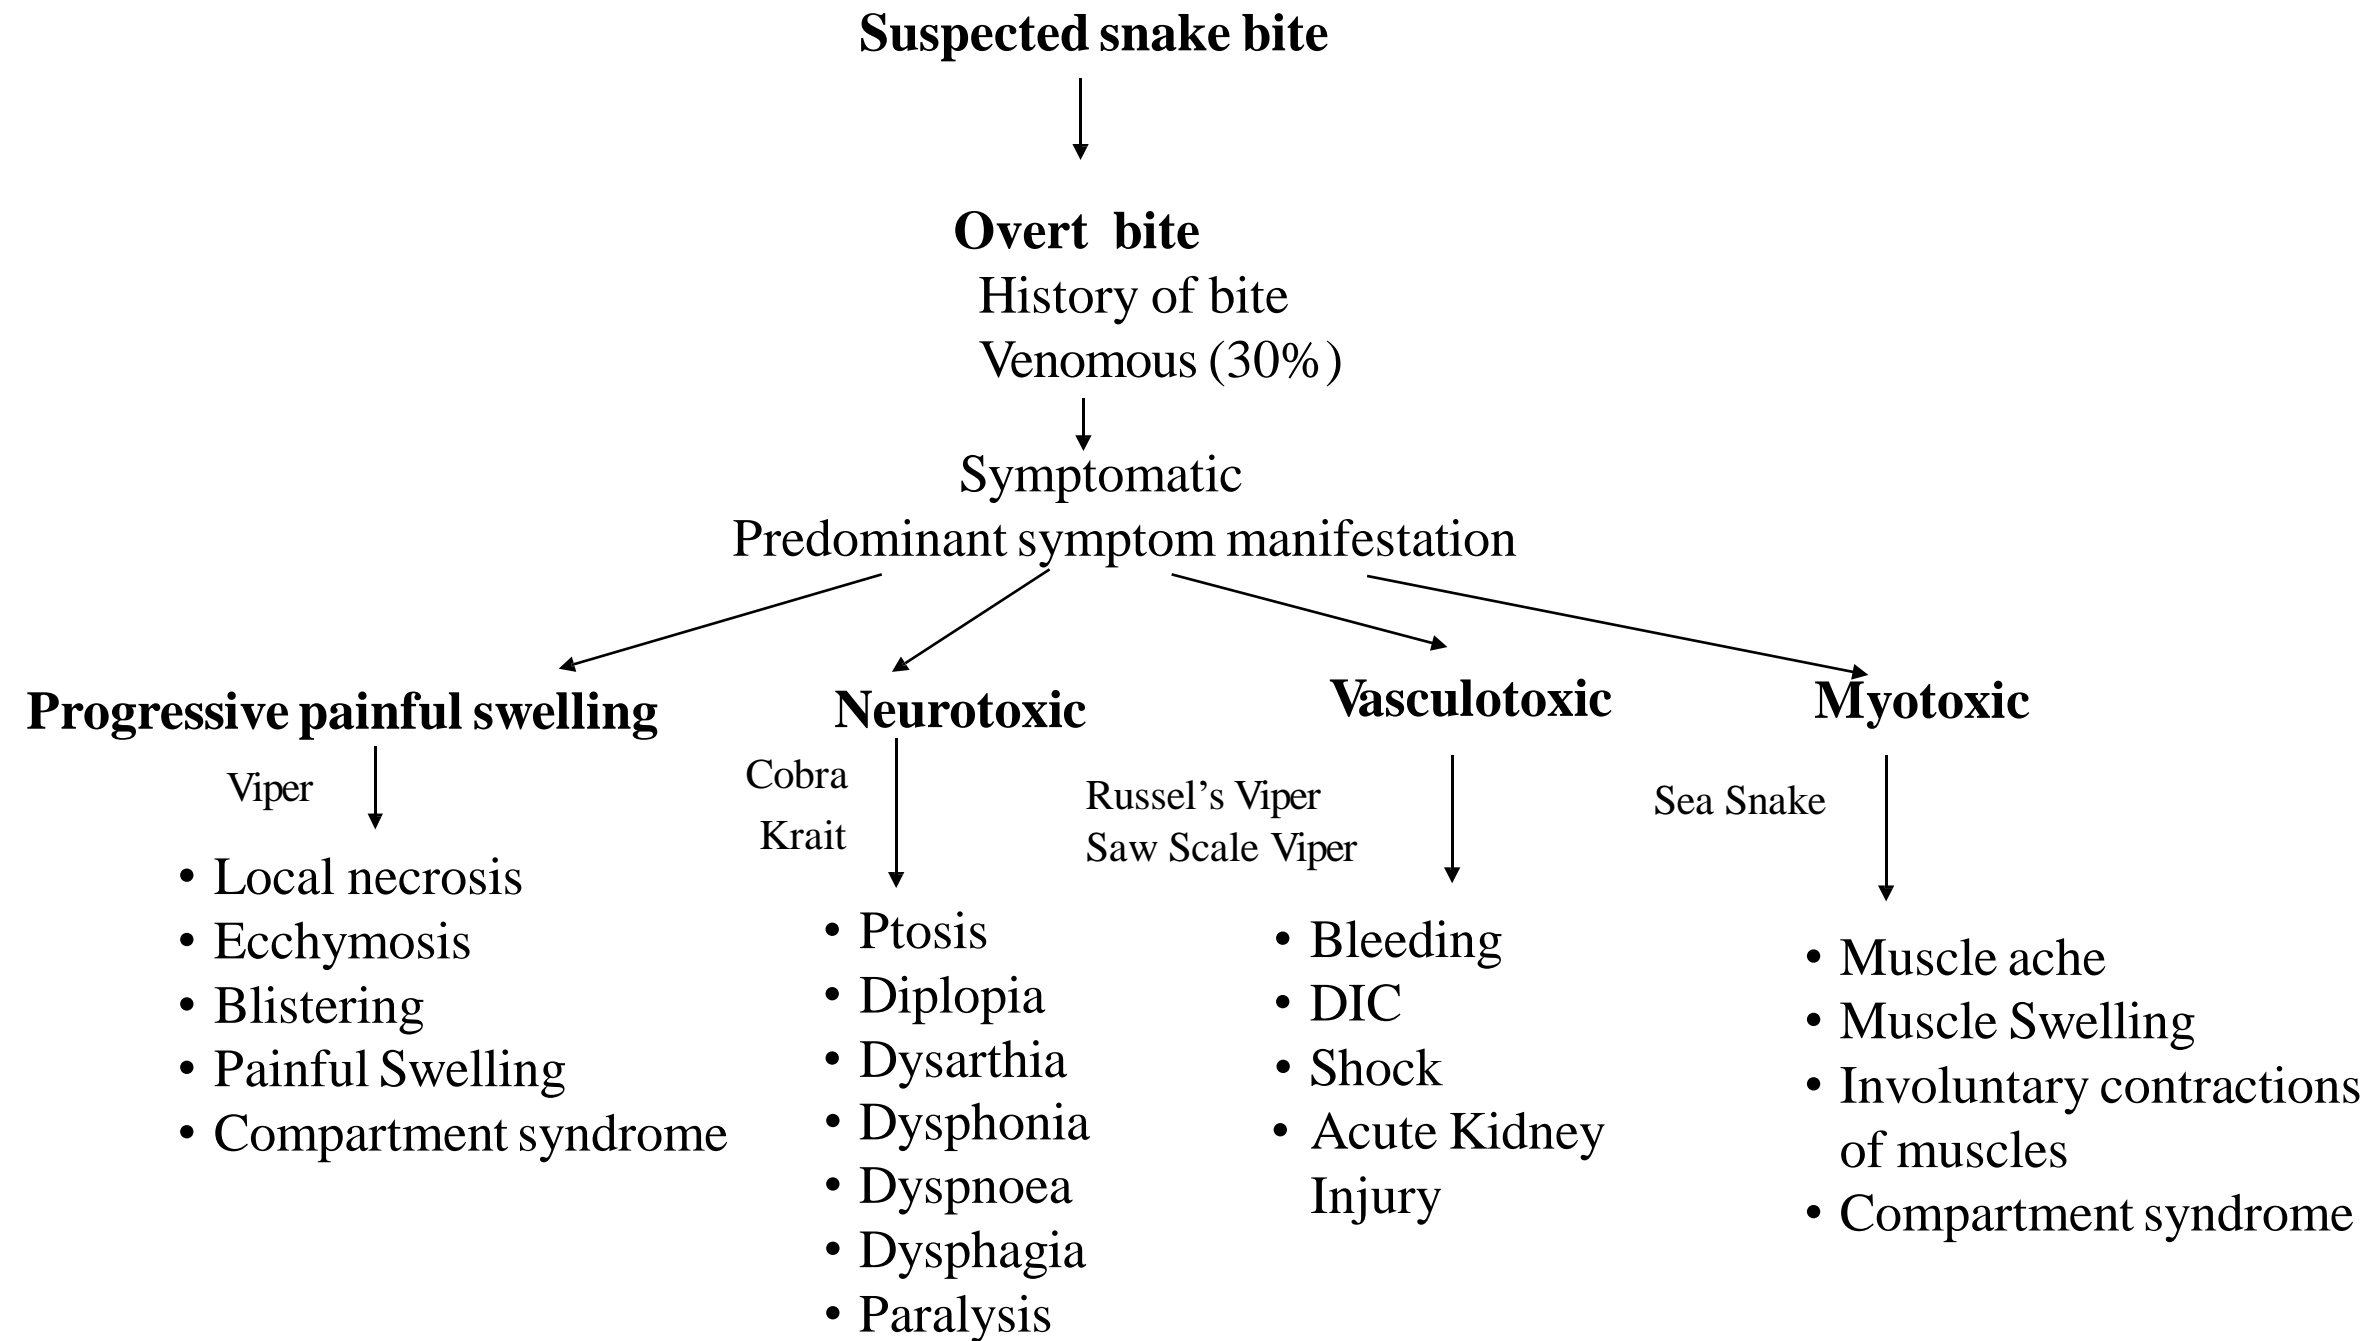 Suspected snake bite
Overt bite
History of bite
Venomous (30%)
Symptomatic
Predominant symptom manifestation
Progressive painful swelling
Viper
• Local necrosis
• Ecchymosis
• Blistering
• Painful Swelling
• Compartment syndrome
Neurotoxic
Cobra
Krait
• Ptosis
• Diplopia
• Dysarthia
• Dysphonia
• Dyspnoea
• Dysphagia
• Paralysis
Vasculotoxic
Russel’s Viper
Saw Scale Viper
• Bleeding
• DIC
• Shock
• Acute Kidney
Injury
Myotoxic
Sea Snake
• Muscle ache
• Muscle Swelling
• Involuntary contractions
of muscles
• Compartment syndrome